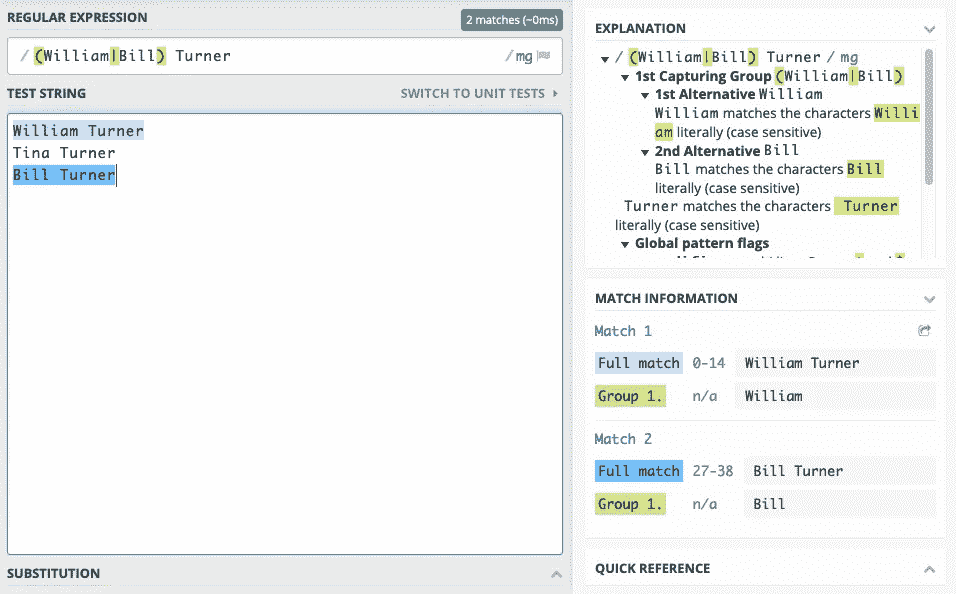 REGULAR EXPRESSION
2 matches (~0ms)
/ (William|Bill) Turner
/ mg
TEST STRING
SWITCH TO UNIT TESTS
William Turner
Tina Turner
Bill Turner
SUBSTITUTION
EXPLANATION
/ (William|Bill) Turner / mg
1st Capturing Group (William|Bill)
1st Alternative William
William matches the characters Willi
am literally (case sensitive)
2nd Alternative Bill
Bill matches the characters Bill
literally (case sensitive)
Turner matches the characters Turner
literally (case sensitive)
Global pattern flags
MATCH INFORMATION
Match 1
Full match 0-14 William Turner
Group 1. n/a William
Match 2
Full match 27-38 Bill Turner
Group 1. n/a Bill
QUICK REFERENCE